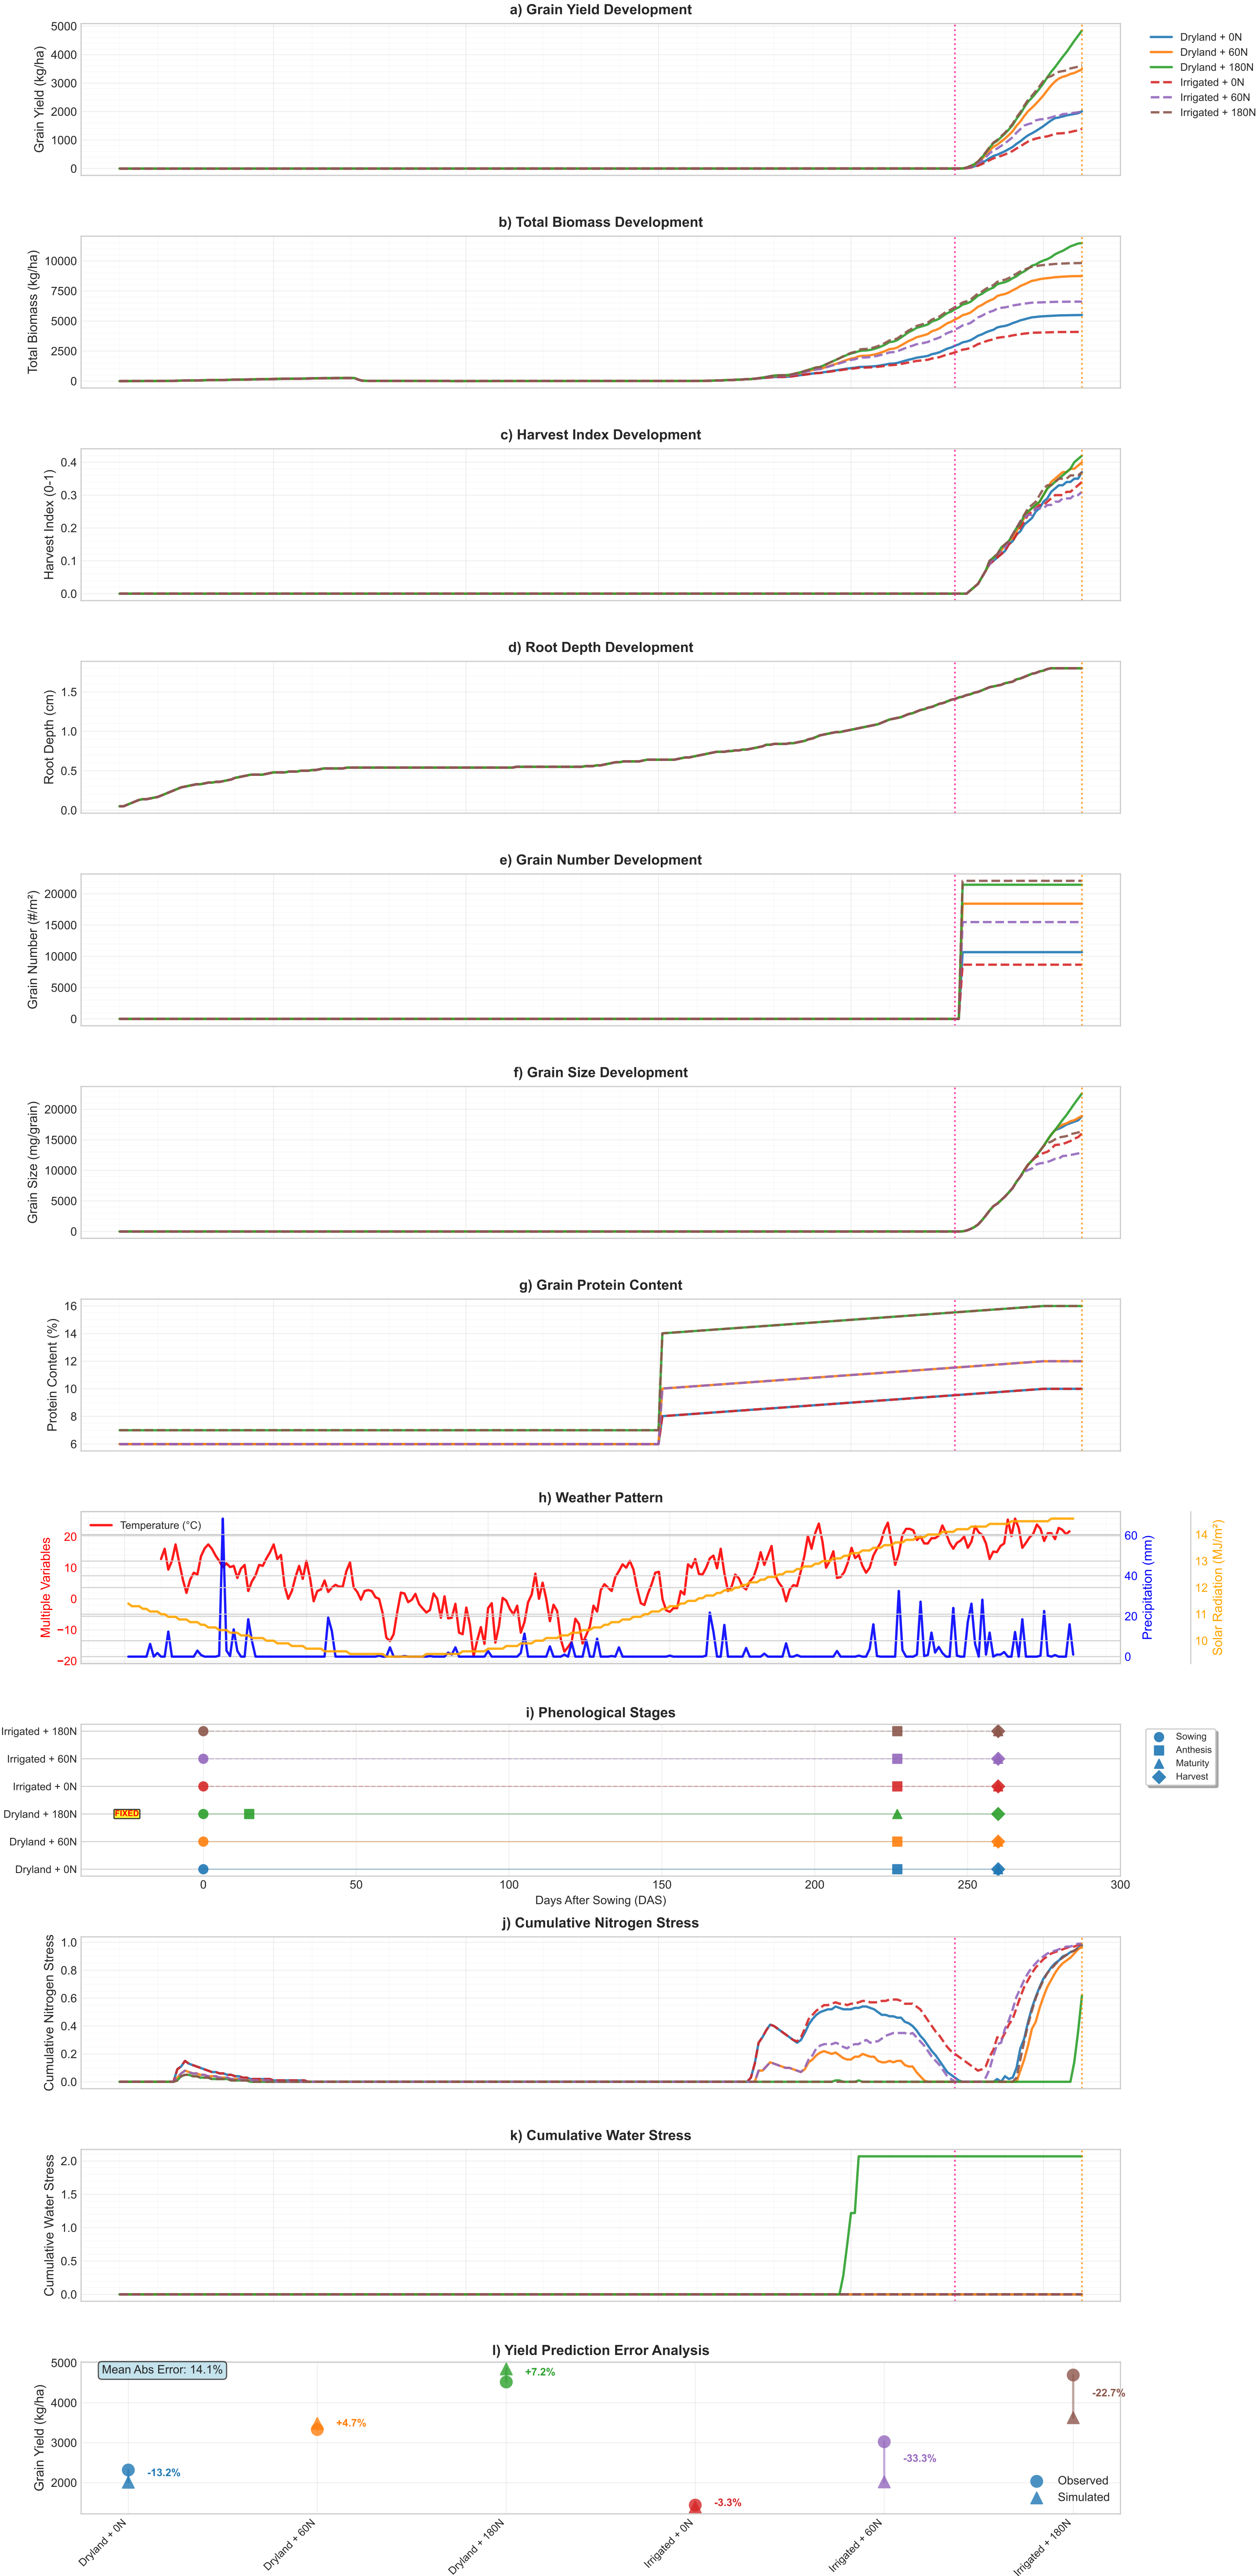 a) Grain Yield Development
Grain Yield (kg/ha)
5000
4000
3000
2000
1000
0
Dryland + 0N
Dryland + 60N
Dryland + 180N
Irrigated + 0N
Irrigated + 60N
Irrigated + 180N
b) Total Biomass Development
Total Biomass (kg/ha)
10000
7500
5000
2500
0
c) Harvest Index Development
Harvest Index (0-1)
0.4
0.3
0.2
0.1
0.0
d) Root Depth Development
Root Depth (cm)
1.5
1.0
0.5
0.0
e) Grain Number Development
Grain Number (#/m²)
20000
15000
10000
5000
0
f) Grain Size Development
Grain Size (mg/grain)
20000
15000
10000
5000
0
g) Grain Protein Content
Protein Content (%)
16
14
12
10
8
6
h) Weather Pattern
Multiple Variables
20
10
0
−10
−20
Temperature (°C)
60
40
20
0
Precipitation (mm)
14
13
12
11
10
Solar Radiation (MJ/m²)
i) Phenological Stages
Irrigated + 180N
Irrigated + 60N
Irrigated + 0N
Dryland + 180N
Dryland + 60N
Dryland + 0N
FIXED
Sowing
Anthesis
Maturity
Harvest
0 50 100 150 200 250 300
Days After Sowing (DAS)
j) Cumulative Nitrogen Stress
Cumulative Nitrogen Stress
1.0
0.8
0.6
0.4
0.2
0.0
k) Cumulative Water Stress
Cumulative Water Stress
2.0
1.5
1.0
0.5
0.0
l) Yield Prediction Error Analysis
Grain Yield (kg/ha)
5000
4000
3000
2000
Mean Abs Error: 14.1%
-13.2%
+4.7%
+7.2%
-3.3%
-33.3%
-22.7%
Observed
Simulated
Dryland + 0N
Dryland + 60N
Dryland + 180N
Irrigated + 0N
Irrigated + 60N
Irrigated + 180N